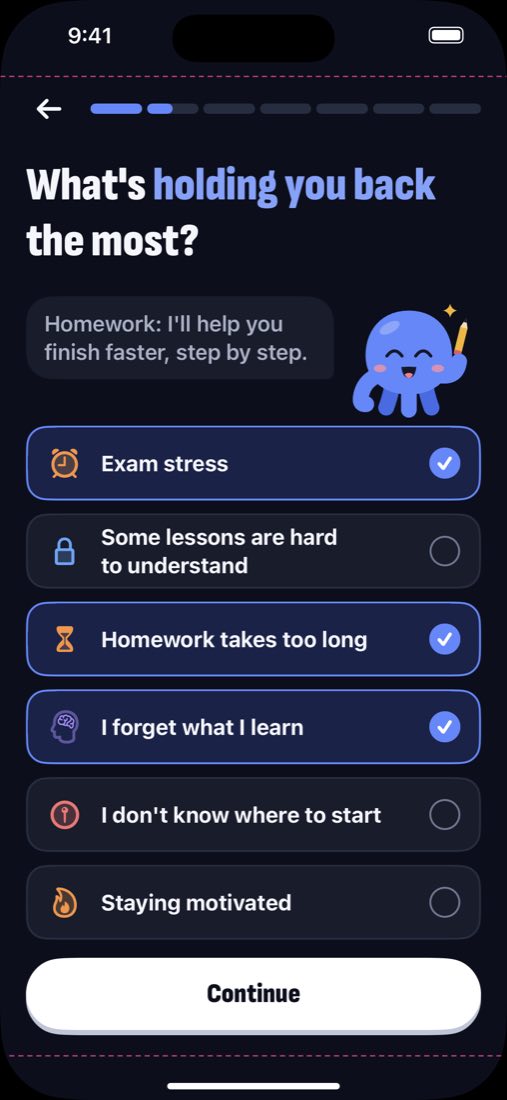 9:41
What's holding you back
the most?
Homework: I'll help you
finish faster, step by step.
Exam stress
Some lessons are hard
to understand
Homework takes too long
I forget what I learn
I don't know where to start
Staying motivated
Continue